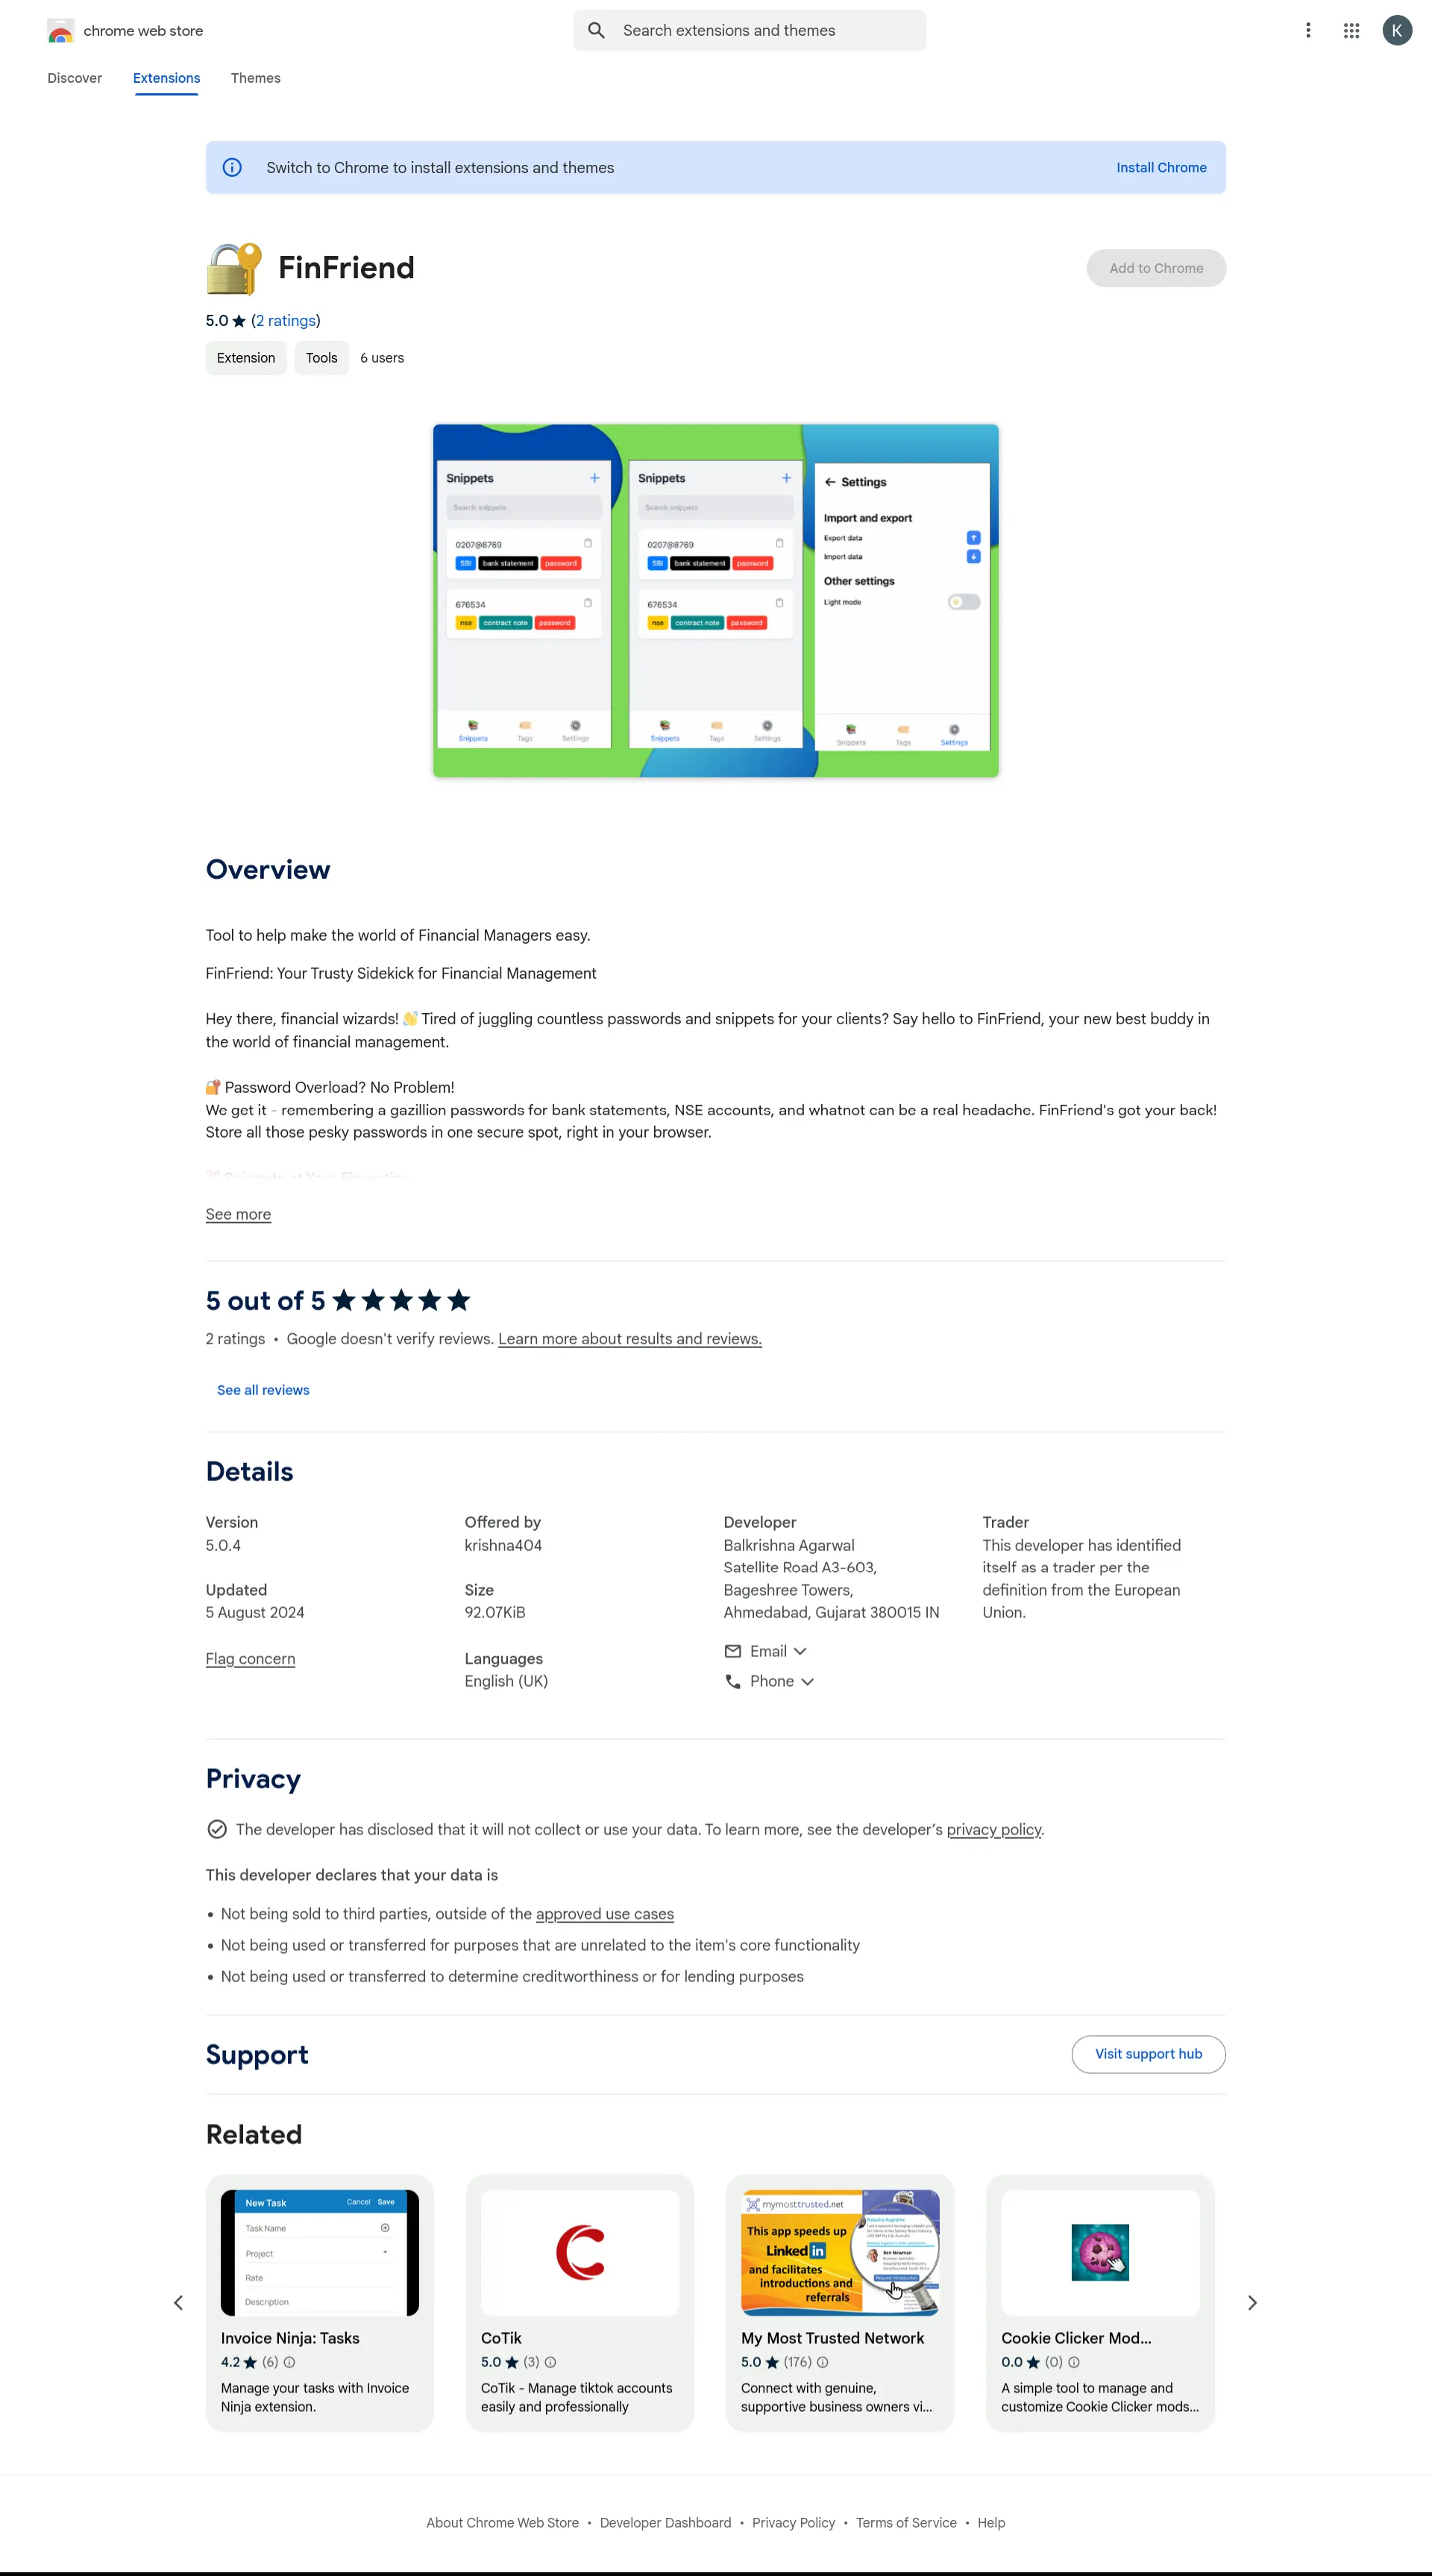 chrome web store
Search extensions and themes
K
Discover
Extensions
Themes
Switch to Chrome to install extensions and themes
Install Chrome
FinFriend
Add to Chrome
5.0 ★ (2 ratings)
Extension
Tools
6 users
Snippets
+
Search snippets
0207@8769
SBI
bank statement
password
676534
nse
contract note
password
Snippets
Tags
Settings
Snippets
+
Search snippets
0207@8769
SBI
bank statement
password
676534
nse
contract note
password
Snippets
Tags
Settings
← Settings
Import and export
Export data
Import data
Other settings
Light mode
Snippets
Tags
Settings
Overview
Tool to help make the world of Financial Managers easy.
FinFriend: Your Trusty Sidekick for Financial Management
Hey there, financial wizards! 👋 Tired of juggling countless passwords and snippets for your clients? Say hello to FinFriend, your new best buddy in
the world of financial management.
🔐 Password Overload? No Problem!
We get it - remembering a gazillion passwords for bank statements, NSE accounts, and whatnot can be a real headache. FinFriend's got your back!
Store all those pesky passwords in one secure spot, right in your browser.
Snippets at Your Fingertips
See more
5 out of 5 ★★★★★
2 ratings • Google doesn't verify reviews. Learn more about results and reviews.
See all reviews
Details
Version
5.0.4
Updated
5 August 2024
Flag concern
Offered by
krishna404
Size
92.07KiB
Languages
English (UK)
Developer
Balkrishna Agarwal
Satellite Road A3-603,
Bageshree Towers,
Ahmedabad, Gujarat 380015 IN
Email
Phone
Trader
This developer has identified
itself as a trader per the
definition from the European
Union.
Privacy
The developer has disclosed that it will not collect or use your data. To learn more, see the developer’s privacy policy.
This developer declares that your data is
• Not being sold to third parties, outside of the approved use cases
• Not being used or transferred for purposes that are unrelated to the item's core functionality
• Not being used or transferred to determine creditworthiness or for lending purposes
Support
Visit support hub
Related
New Task
Cancel
Save
Task Name
Project
Rate
Description
Invoice Ninja: Tasks
4.2 ★ (6)
Manage your tasks with Invoice
Ninja extension.
CoTik
5.0 ★ (3)
CoTik - Manage tiktok accounts
easily and professionally
mymosttrusted.net
This app speeds up
Linked in
and facilitates
introductions and
referrals
Ben Newman
My Most Trusted Network
5.0 ★ (176)
Connect with genuine,
supportive business owners vi...
Cookie Clicker Mod...
0.0 ★ (0)
A simple tool to manage and
customize Cookie Clicker mods...
About Chrome Web Store • Developer Dashboard • Privacy Policy • Terms of Service • Help